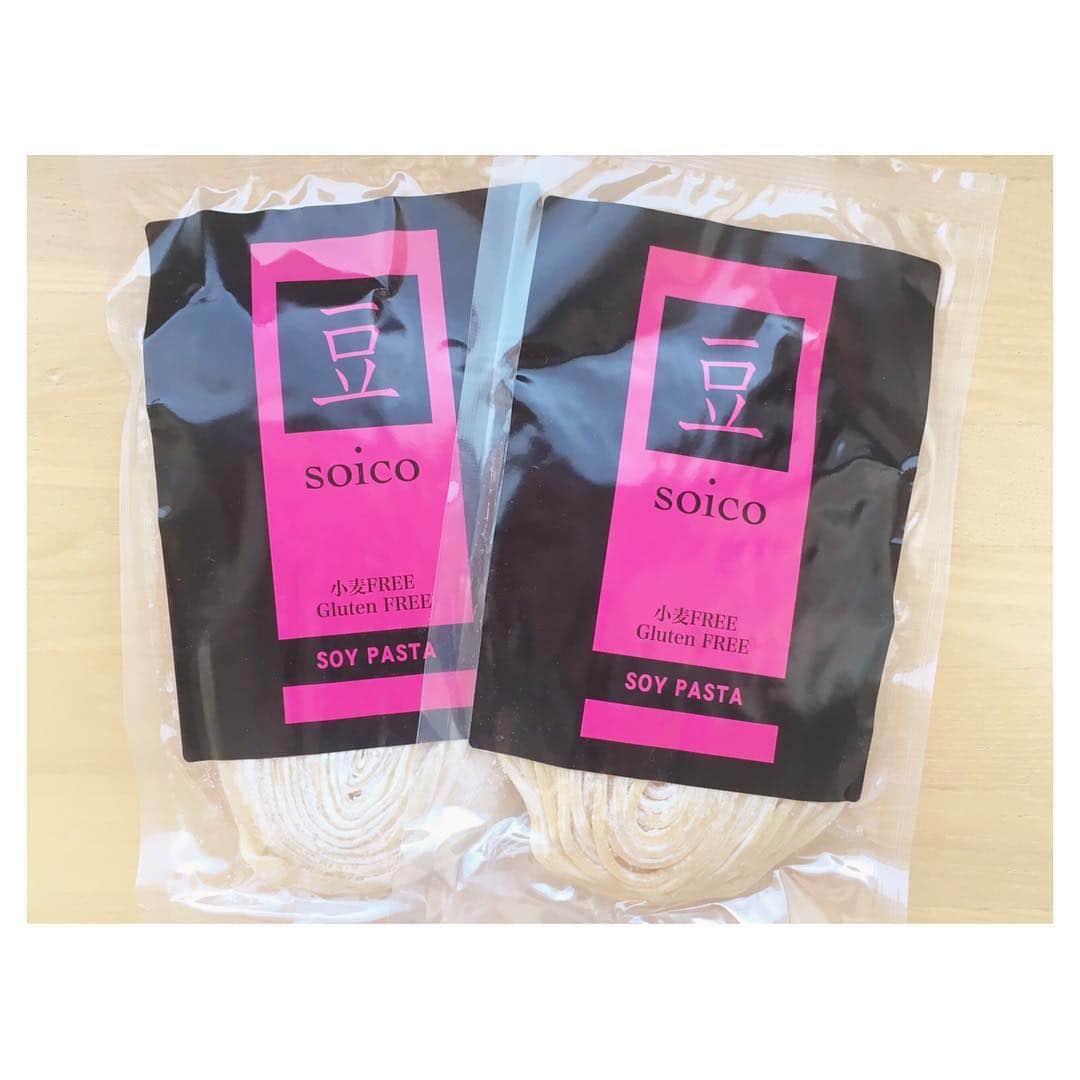 豆
soico
小麦FREE
Gluten FREE
SOY PASTA
豆
soico
小麦FREE
Gluten FREE
SOY PASTA